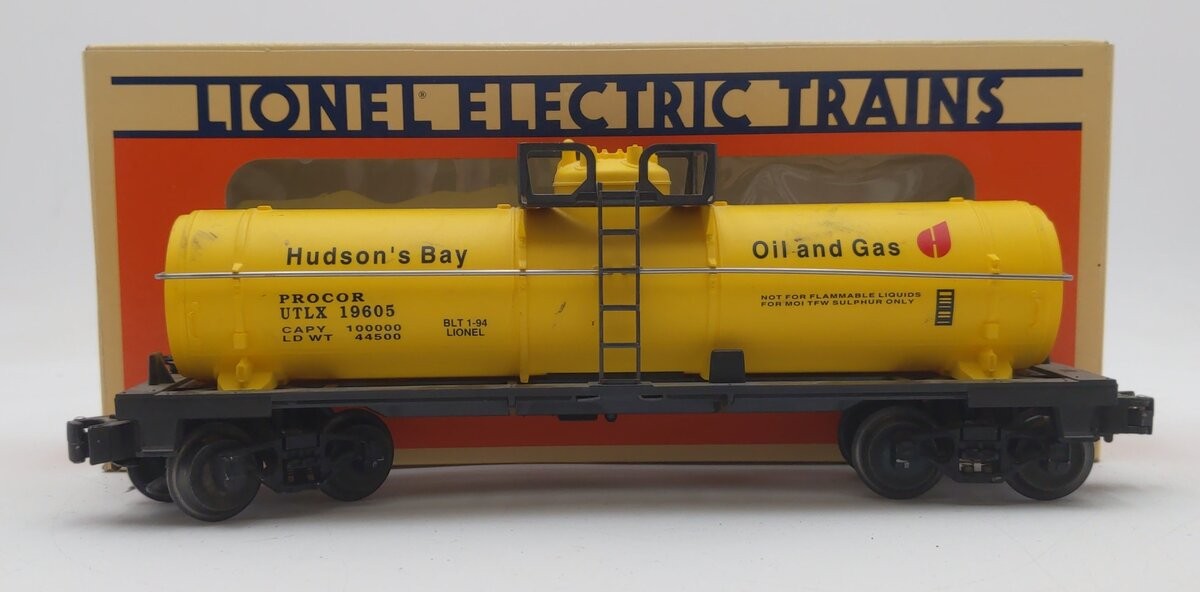 LIONEL® ELECTRIC TRAINS
Hudson's Bay
Oil and Gas
PROCOR
UTLX 19605
CAPY 100000
LD WT 44500
BLT 1-94
LIONEL
NOT FOR FLAMMABLE LIQUIDS
FOR MOI TFW SULPHUR ONLY